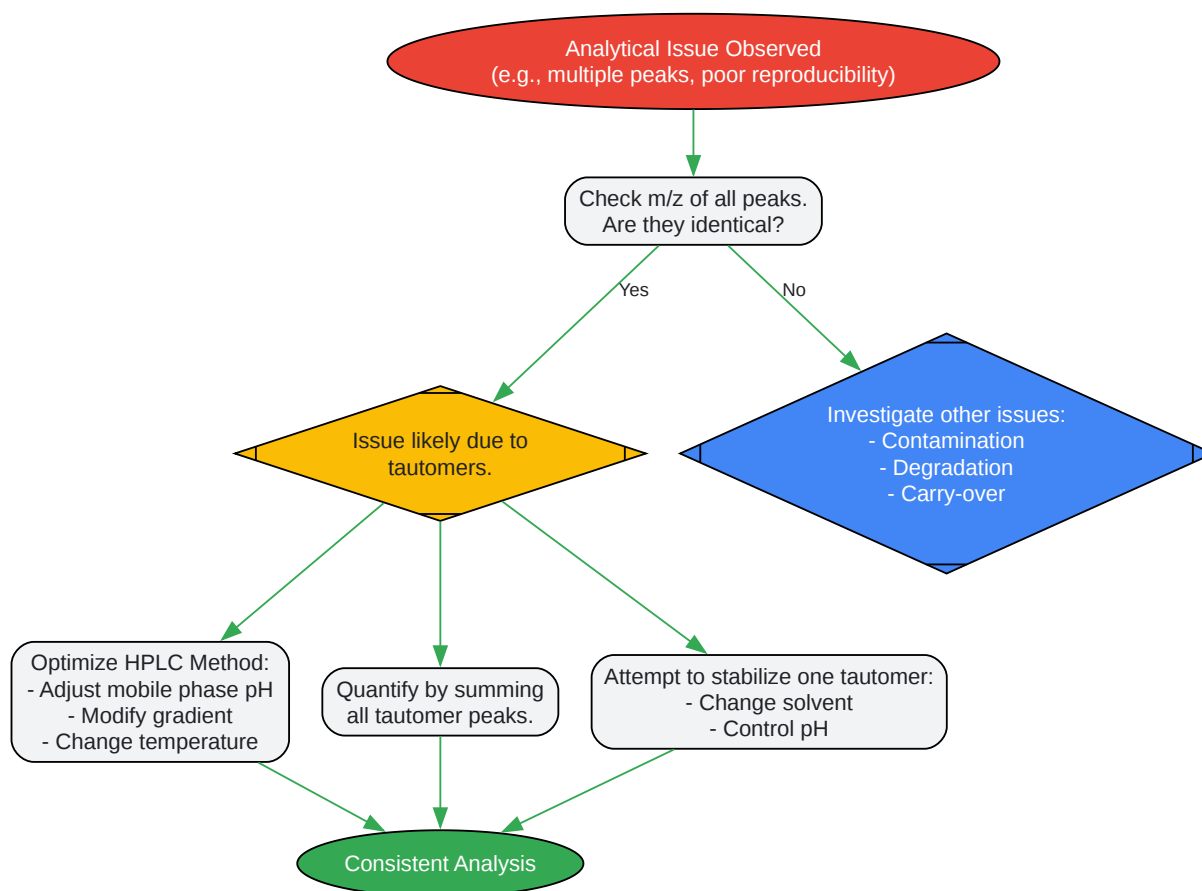 Analytical Issue Observed
(e.g., multiple peaks, poor reproducibility)
Check m/z of all peaks.
Are they identical?
Yes
No
Issue likely due to
tautomers.
Investigate other issues:
- Contamination
- Degradation
- Carry-over
Optimize HPLC Method:
- Adjust mobile phase pH
- Modify gradient
- Change temperature
Quantify by summing
all tautomer peaks.
Attempt to stabilize one tautomer:
- Change solvent
- Control pH
Consistent Analysis